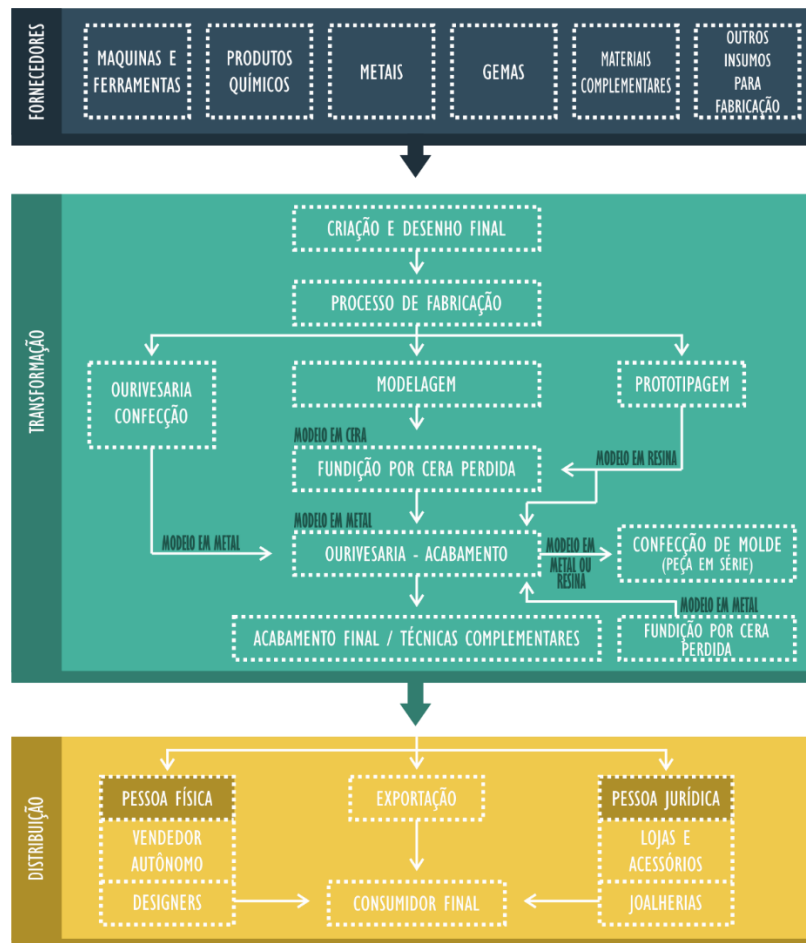 FORNECEDORES
MAQUINAS E
FERRAMENTAS
PRODUTOS
QUÍMICOS
METAIS
GEMAS
MATERIAIS
COMPLEMENTARES
OUTROS
INSUMOS
PARA
FABRICAÇÃO
TRANSFORMAÇÃO
CRIAÇÃO E DESENHO FINAL
PROCESSO DE FABRICAÇÃO
OURIVESARIA
CONFECÇÃO
MODELAGEM
PROTOTIPAGEM
MODELO EM CERA
FUNDIÇÃO POR CERA PERDIDA
MODELO EM RESINA
MODELO EM METAL
MODELO EM METAL
OURIVESARIA - ACABAMENTO
MODELO EM
METAL OU
RESINA
CONFECÇÃO DE MOLDE
(PEÇA EM SÉRIE)
MODELO EM METAL
ACABAMENTO FINAL / TÉCNICAS COMPLEMENTARES
FUNDIÇÃO POR CERA
PERDIDA
DISTRIBUIÇÃO
PESSOA FÍSICA
VENDEDOR
AUTÔNOMO
DESIGNERS
EXPORTAÇÃO
CONSUMIDOR FINAL
PESSOA JURÍDICA
LOJAS E
ACESSÓRIOS
JOALHERIAS